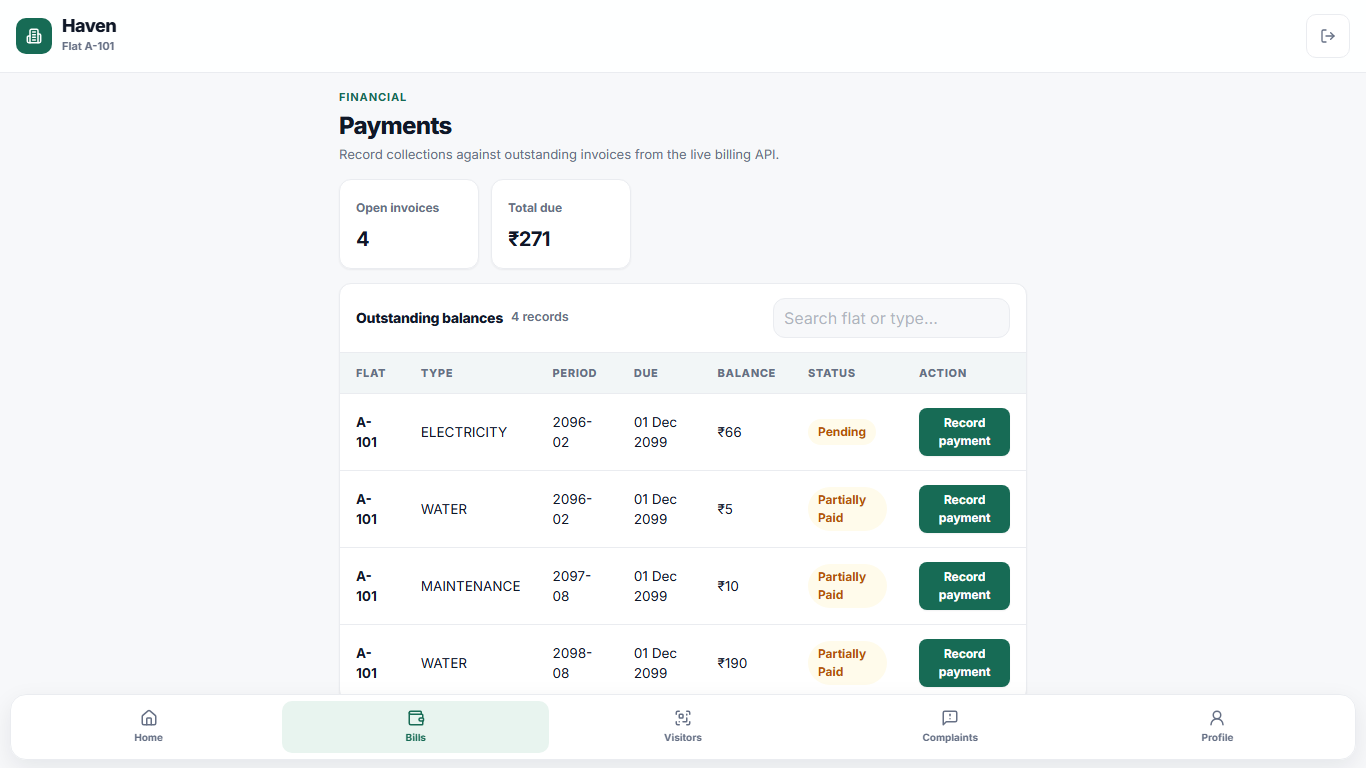 Haven
Flat A-101
FINANCIAL
Payments
Record collections against outstanding invoices from the live billing API.
Open invoices
4
Total due
₹271
Outstanding balances 4 records
Search flat or type...
FLAT TYPE PERIOD DUE BALANCE STATUS ACTION
A-101 ELECTRICITY 2096-02 01 Dec 2099 ₹66 Pending Record payment
A-101 WATER 2096-02 01 Dec 2099 ₹5 Partially Paid Record payment
A-101 MAINTENANCE 2097-08 01 Dec 2099 ₹10 Partially Paid Record payment
A-101 WATER 2098-08 01 Dec 2099 ₹190 Partially Paid Record payment
Home Bills Visitors Complaints Profile